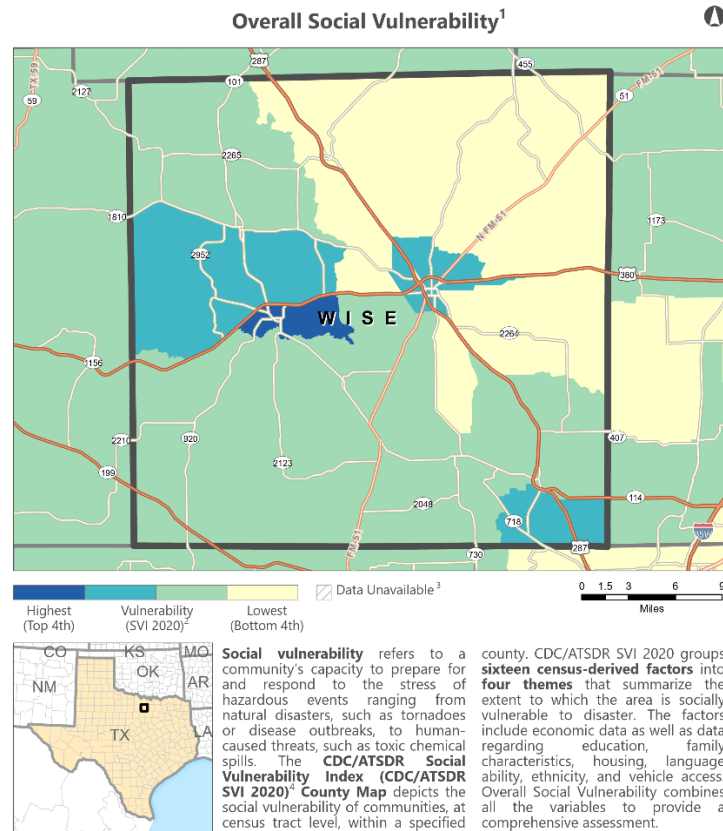 Overall Social Vulnerability¹
287
455
TX-59
101
59
2127
51
FM-51
2265
1810
1173
N-FM-51
2952
380
WISE
2264
1156
2210
920
407
199
2123
2048
114
718
FM-51
730
287
35W
Highest
(Top 4th)
Vulnerability
(SVI 2020)²
Lowest
(Bottom 4th)
Data Unavailable³
0 1.5 3 6 9
Miles
CO
KS
MO
OK
NM
AR
TX
LA
Social vulnerability refers to a
community's capacity to prepare for
and respond to the stress of
hazardous events ranging from
natural disasters, such as tornadoes
or disease outbreaks, to human-
caused threats, such as toxic chemical
spills. The CDC/ATSDR Social
Vulnerability Index (CDC/ATSDR
SVI 2020)⁴ County Map depicts the
social vulnerability of communities, at
census tract level, within a specified
county. CDC/ATSDR SVI 2020 groups
sixteen census-derived factors into
four themes that summarize the
extent to which the area is socially
vulnerable to disaster. The factors
include economic data as well as data
regarding education, family
characteristics, housing, language
ability, ethnicity, and vehicle access.
Overall Social Vulnerability combines
all the variables to provide a
comprehensive assessment.